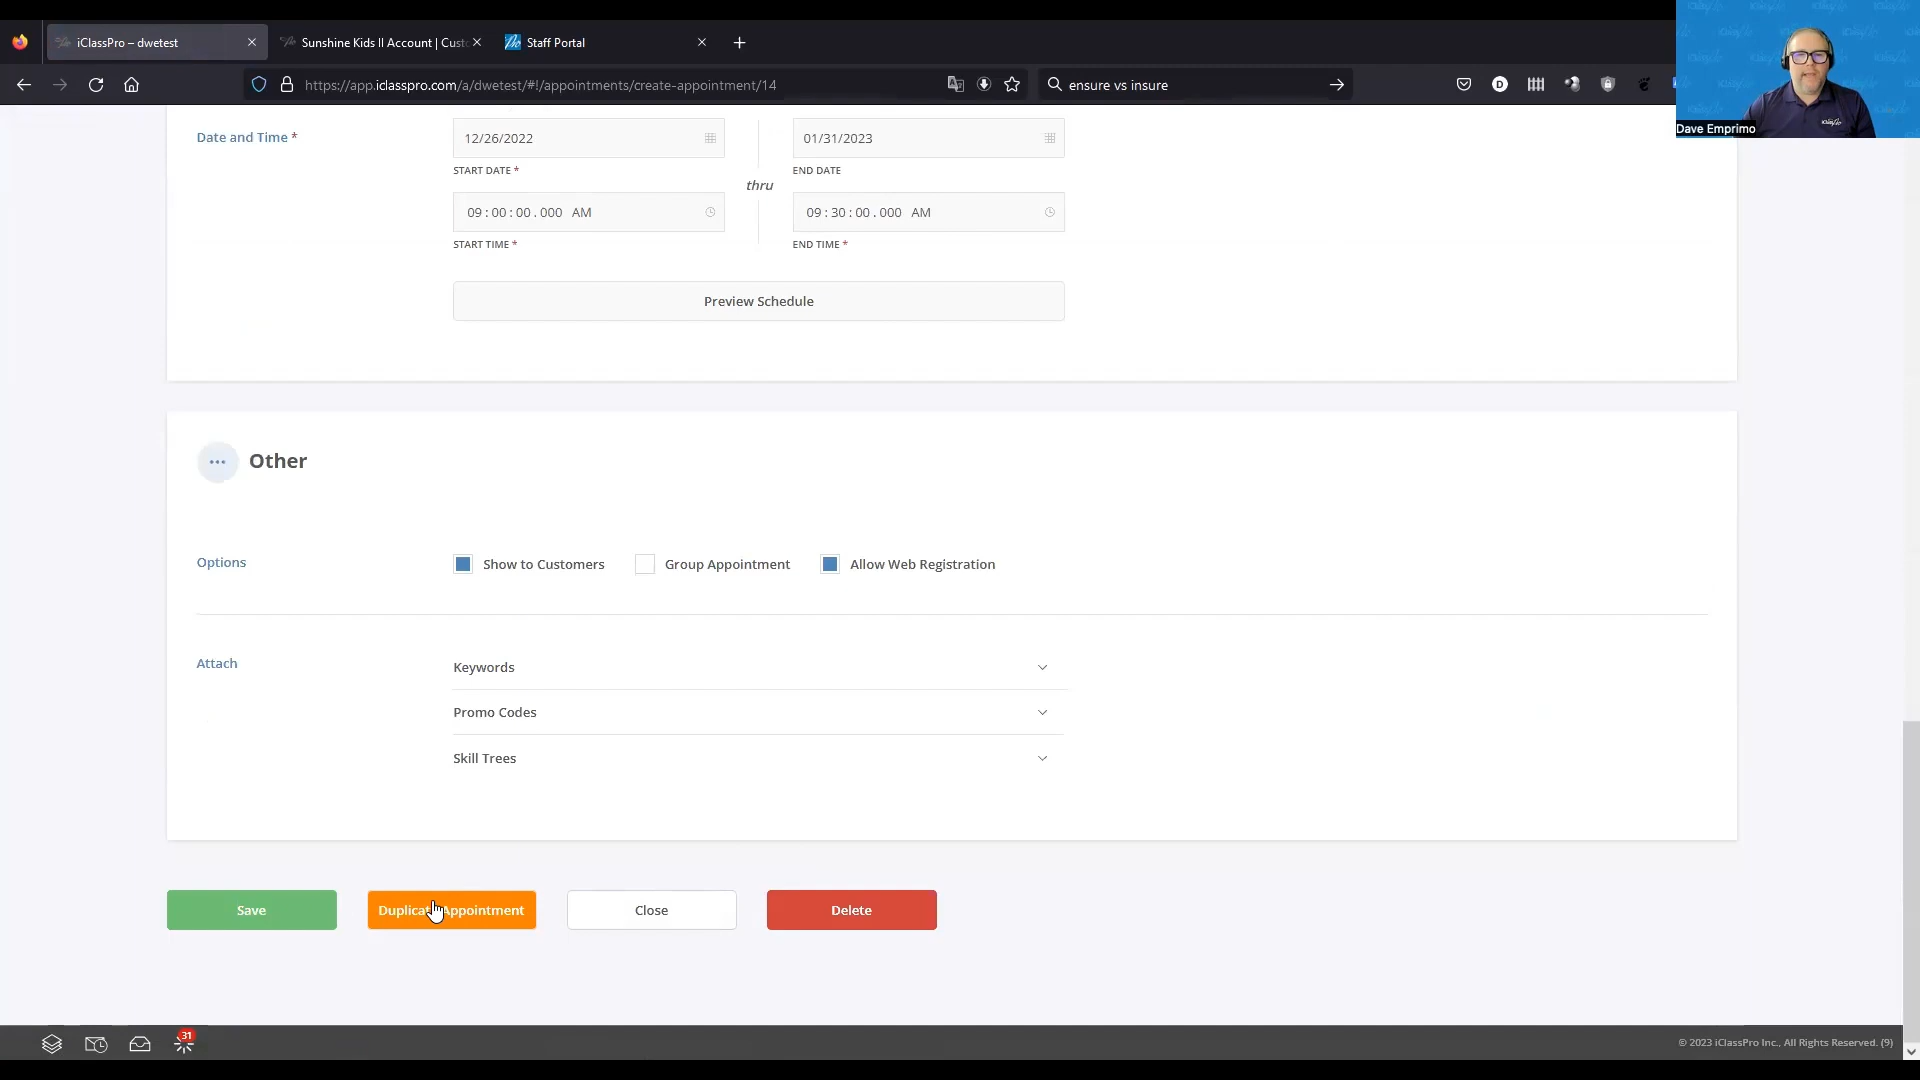 iClassPro – dwetest
Sunshine Kids II Account | Custo
Staff Portal
https://app.iclasspro.com/a/dwetest/#!/appointments/create-appointment/14
ensure vs insure
Dave Emprimo
Date and Time *
12/26/2022
01/31/2023
START DATE *
END DATE
thru
09 : 00 : 00 . 000 AM
09 : 30 : 00 . 000 AM
START TIME *
END TIME *
Preview Schedule
Other
Options
Show to Customers
Group Appointment
Allow Web Registration
Attach
Keywords
Promo Codes
Skill Trees
Save
Duplicate Appointment
Close
Delete
31
© 2023 iClassPro Inc., All Rights Reserved. (9)